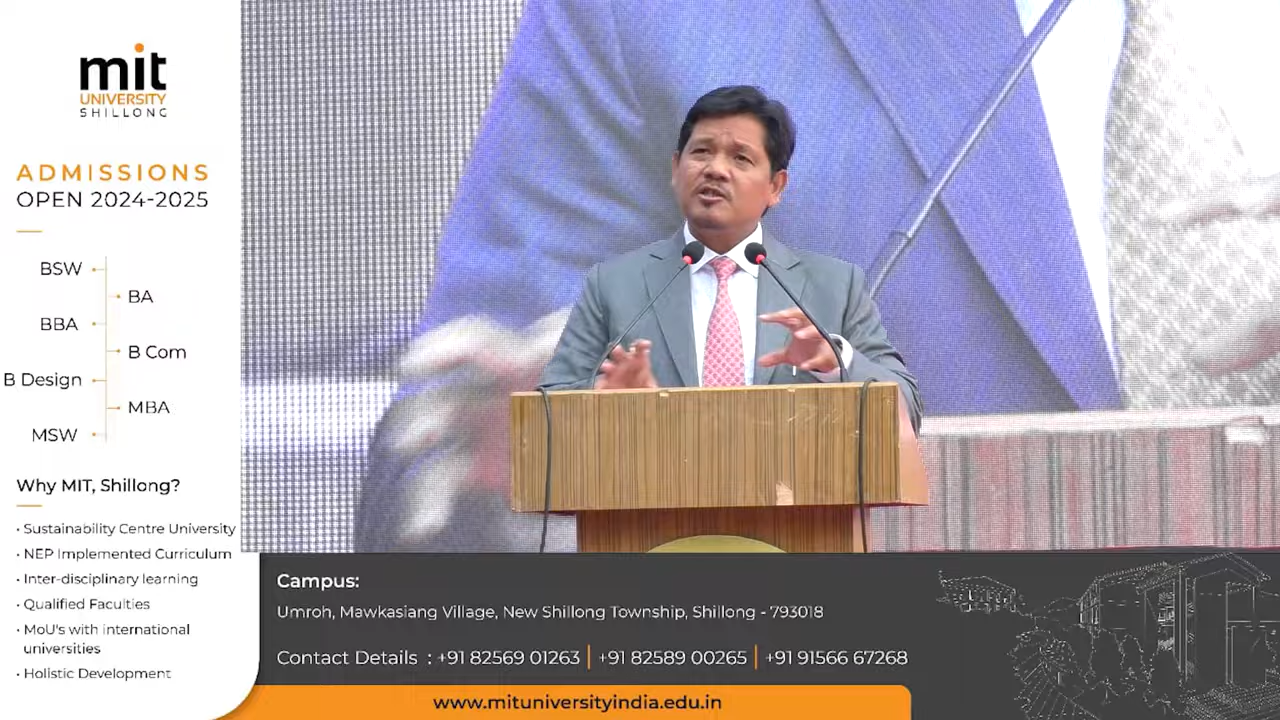 mit
UNIVERSITY
SHILLONG
ADMISSIONS
OPEN 2024-2025
BSW
BA
BBA
B Com
B Design
MBA
MSW
Why MIT, Shillong?
• Sustainability Centre University
• NEP Implemented Curriculum
• Inter-disciplinary learning
• Qualified Faculties
• MoU's with international
universities
• Holistic Development
Campus:
Umroh, Mawkasiang Village, New Shillong Township, Shillong - 793018
Contact Details : +91 82569 01263 | +91 82589 00265 | +91 91566 67268
www.mituniversityindia.edu.in